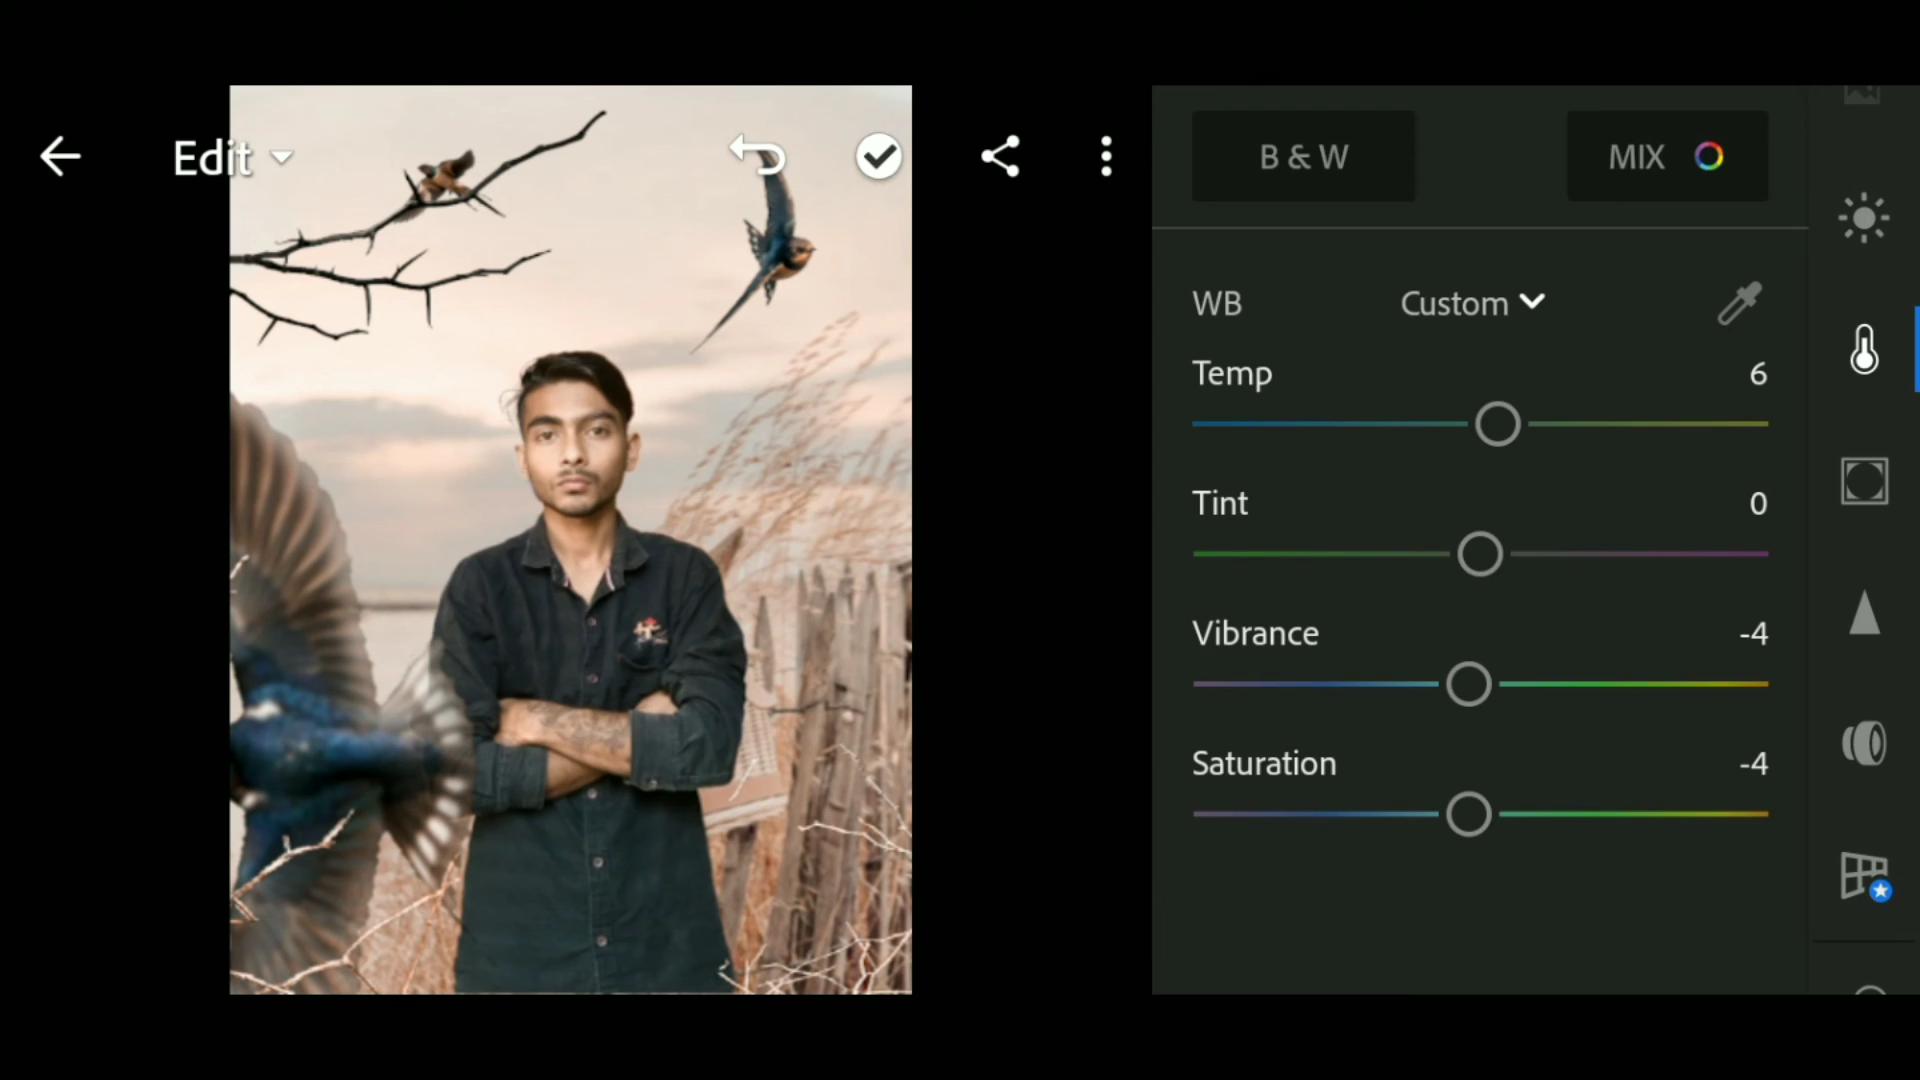 Edit
B & W
MIX
WB
Custom
Temp
6
Tint
0
Vibrance
-4
Saturation
-4